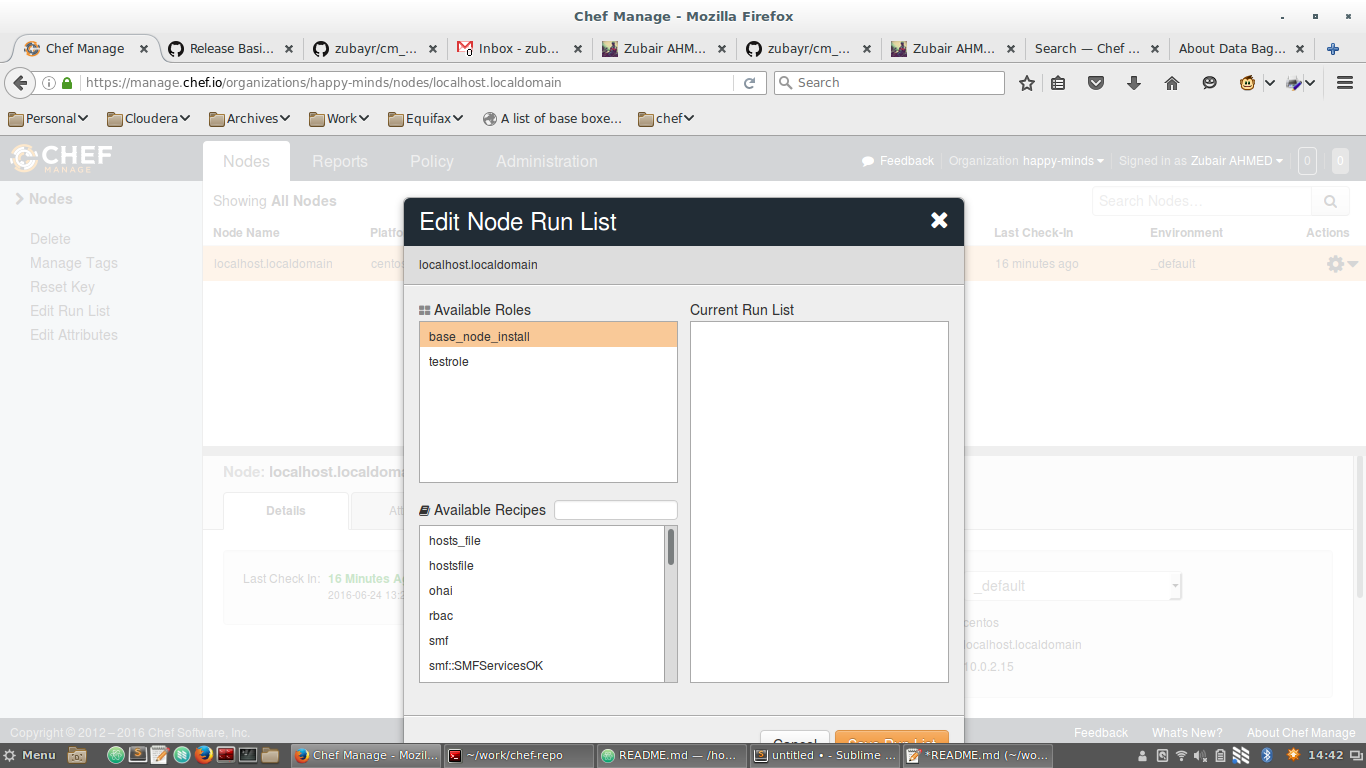 Chef Manage - Mozilla Firefox
Chef Manage Release Basi... zubayr/cm_... Inbox - zub... Zubair AHM... zubayr/cm_... Zubair AHM... Search — Chef ... About Data Bag...
https://manage.chef.io/organizations/happy-minds/nodes/localhost.localdomain Search
Personal Cloudera Archives Work Equifax A list of base boxe... chef
CHEF MANAGE Nodes Reports Policy Administration Feedback Organization happy-minds Signed in as Zubair AHMED 0 0
Nodes
Delete
Manage Tags
Reset Key
Edit Run List
Edit Attributes
Showing All Nodes Search Nodes...
Node Name Platfo Last Check-In Environment Actions
localhost.localdomain cento 16 minutes ago _default
Edit Node Run List
localhost.localdomain
Available Roles
base_node_install
testrole
Current Run List
Available Recipes
hosts_file
hostsfile
ohai
rbac
smf
smf::SMFServicesOK
Cancel Save Run List
Node: localhost.localdoma
Details Att
Last Check In: 16 Minutes A
2016-06-24 13:2
_default
centos
localhost.localdomain
10.0.2.15
Copyright © 2012–2016 Chef Software, Inc. Feedback What's New? About Chef Manage
Menu Chef Manage - Mozil... ~/work/chef-repo README.md — /ho... untitled • - Sublime ... *README.md (~/wo... 14:42